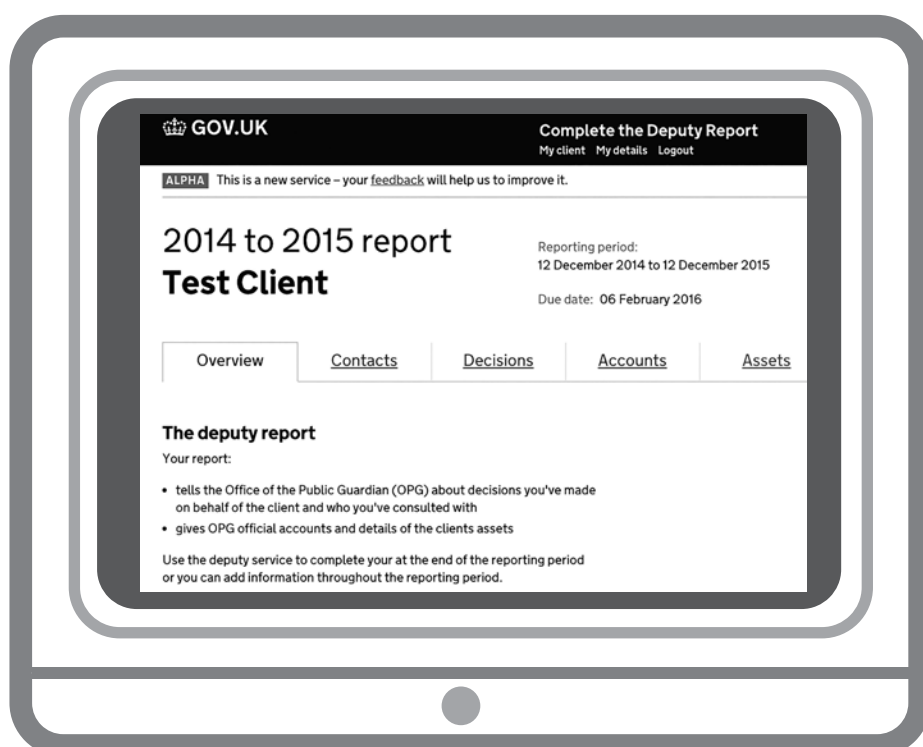 GOV.UK
Complete the Deputy Report
My client My details Logout
ALPHA This is a new service – your feedback will help us to improve it.
2014 to 2015 report
Test Client
Reporting period:
12 December 2014 to 12 December 2015
Due date: 06 February 2016
Overview Contacts Decisions Accounts Assets
The deputy report
Your report:
• tells the Office of the Public Guardian (OPG) about decisions you've made
on behalf of the client and who you've consulted with
• gives OPG official accounts and details of the clients assets
Use the deputy service to complete your at the end of the reporting period
or you can add information throughout the reporting period.